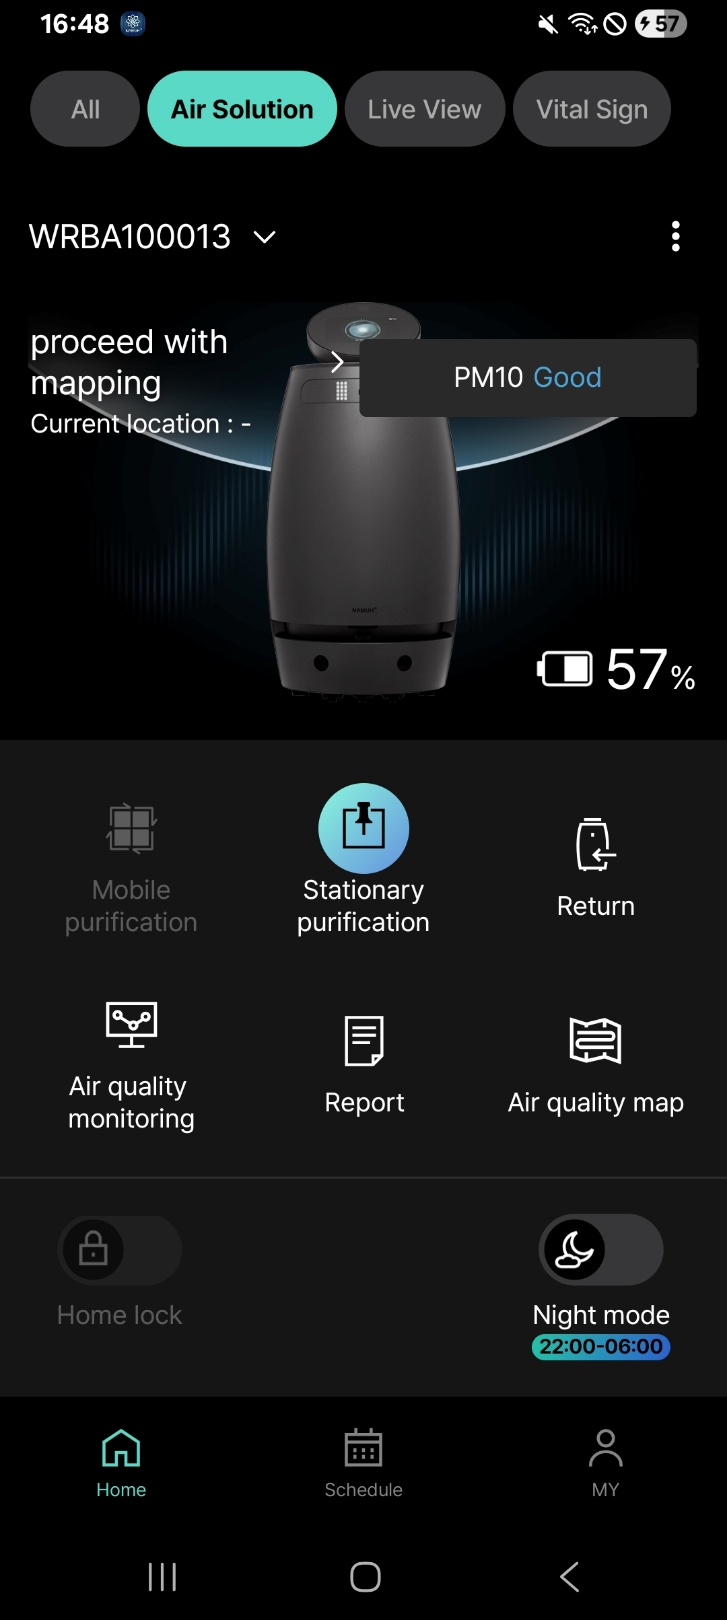 16:48
57
All
Air Solution
Live View
Vital Sign
WRBA100013
proceed with
mapping
Current location : -
PM10 Good
57%
Mobile
purification
Stationary
purification
Return
Air quality
monitoring
Report
Air quality map
Home lock
Night mode
22:00-06:00
Home
Schedule
MY